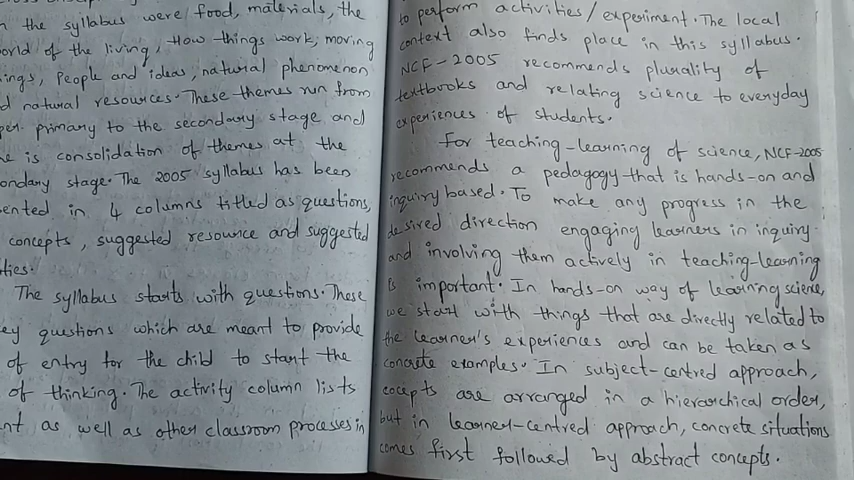 the syllabus were food, materials, the
world of the living, How things work, moving
things, People and ideas, natural phenomenon
natural resources. These themes run from
primary to the secondary stage and
is consolidation of themes at the
stage. The 2005 syllabus has been
in 4 columns titled as questions,
concepts, suggested resource and suggested
The syllabus starts with questions. These
questions which are meant to provide
of entry for the child to start the
of thinking. The activity column lists
as well as other classroom processes in
to perform activities/experiment. The local
context also finds place in this syllabus.
NCF-2005 recommends plurality of
textbooks and relating science to everyday
experiences of students.
For teaching-learning of science, NCF-2005
recommends a pedagogy that is hands-on and
inquiry based. To make any progress in the
desired direction engaging learners in inquiry
and involving them actively in teaching-learning
is important. In hands-on way of learning science,
we start with things that are directly related to
the learner's experiences and can be taken as
concrete examples. In subject-centred approach,
cocepts are arranged in a hierarchical order,
but in learner-centred approach, concrete situations
comes first followed by abstract concepts.